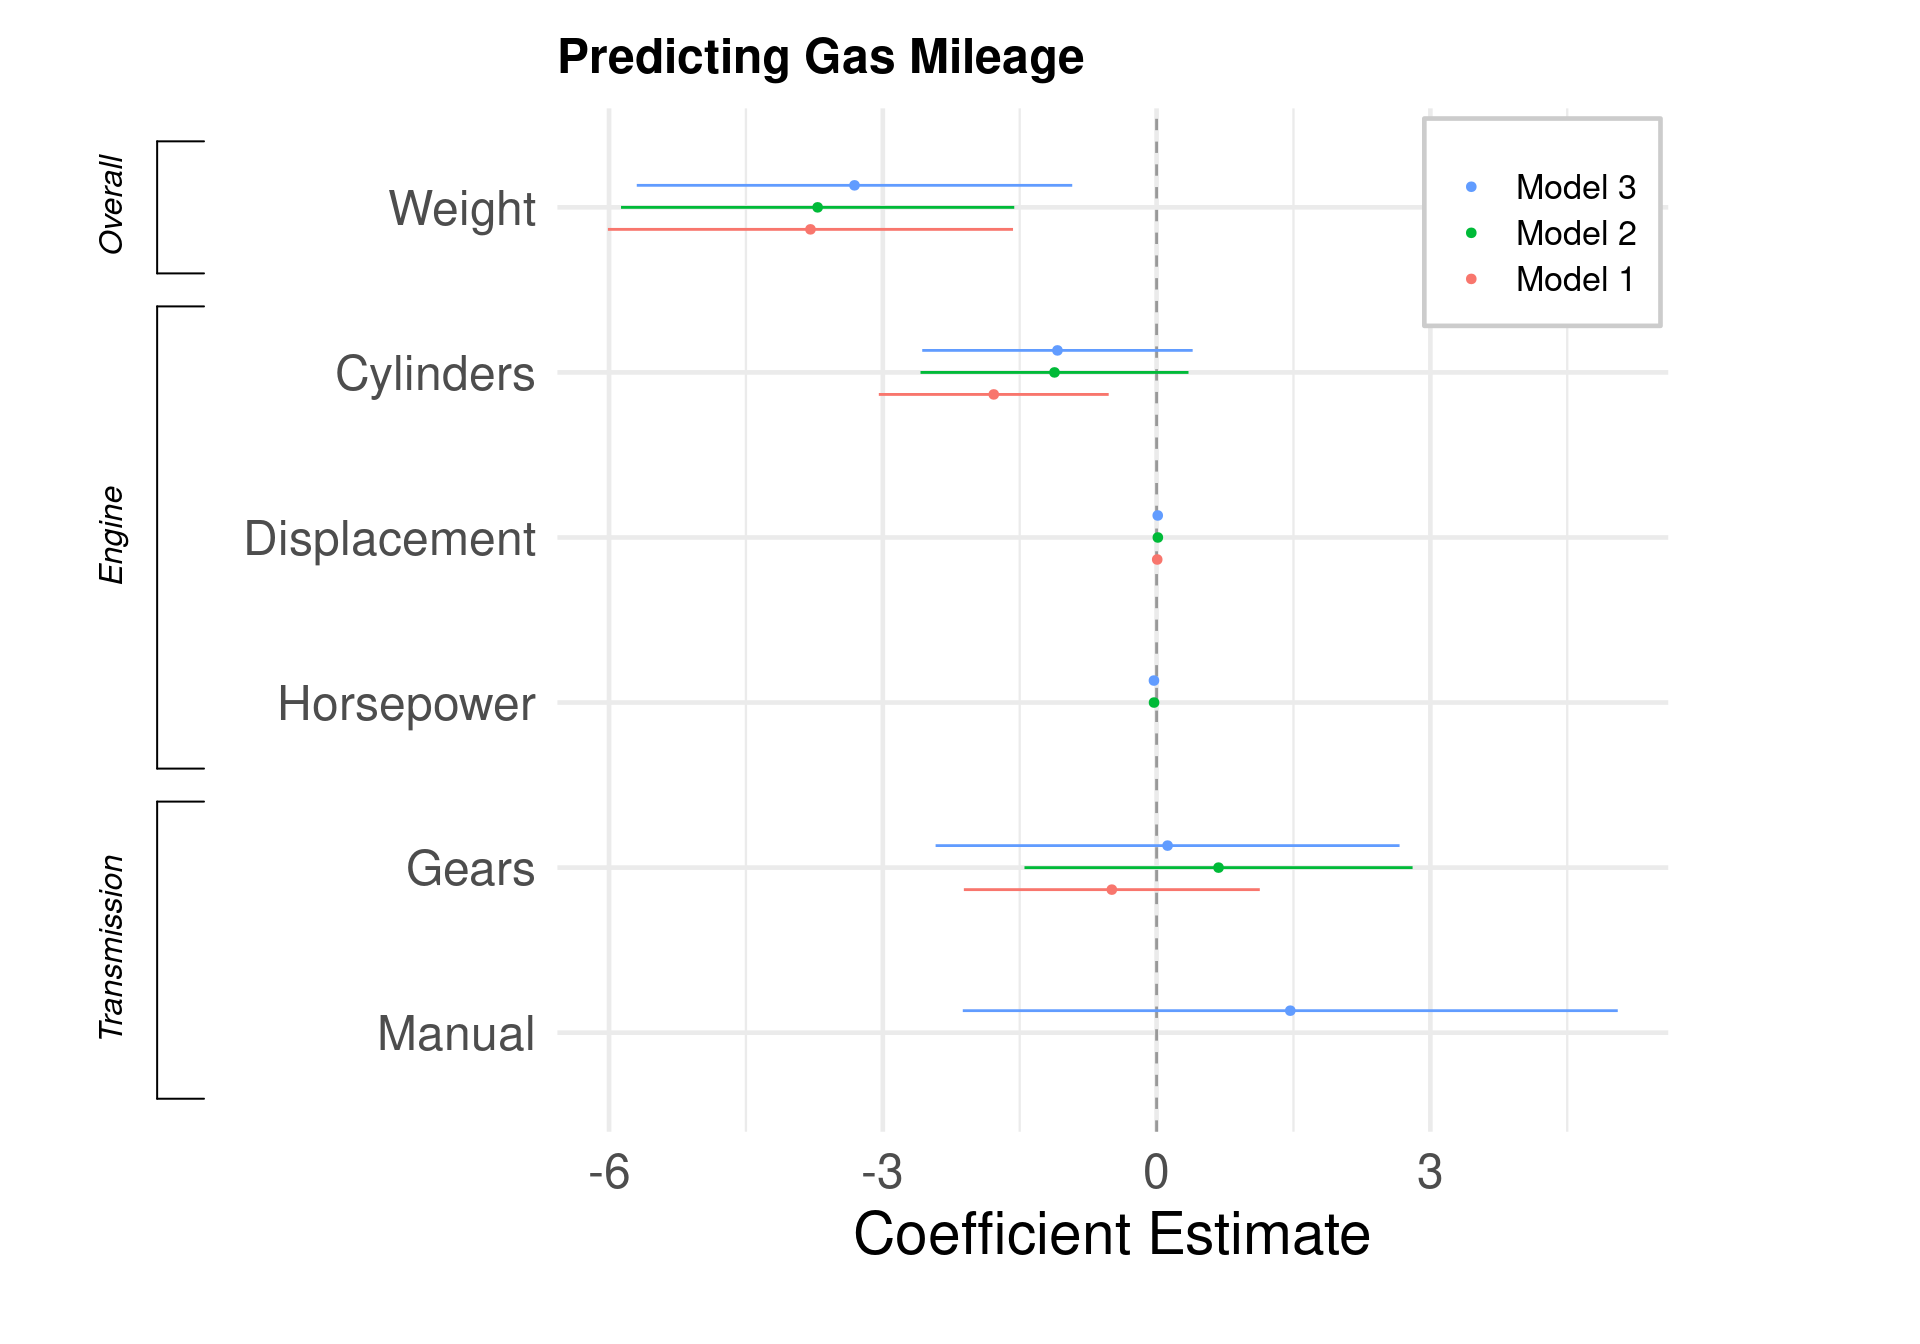 Predicting Gas Mileage
Overall
Weight
Model 3
Model 2
Model 1
Engine
Cylinders
Displacement
Horsepower
Transmission
Gears
Manual
-6 -3 0 3
Coefficient Estimate